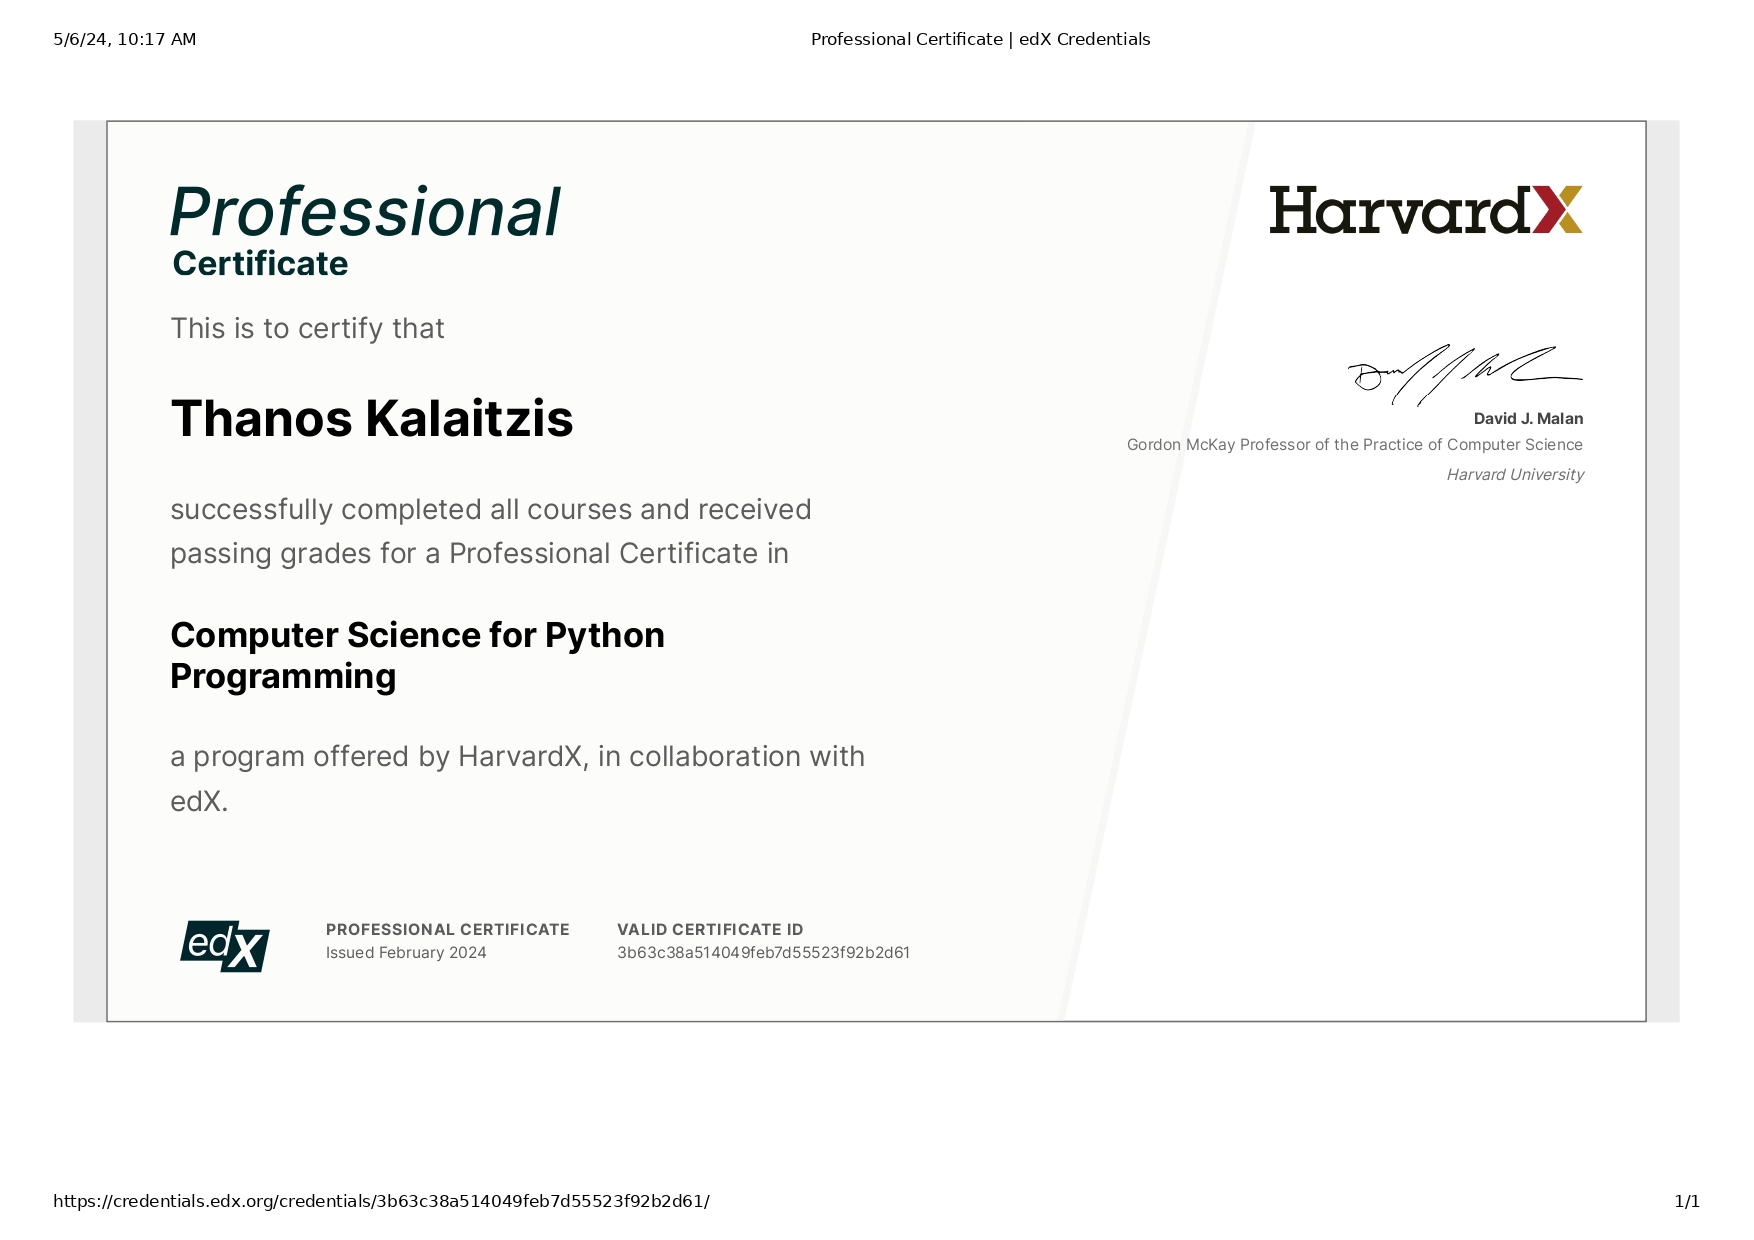 5/6/24, 10:17 AM
Professional Certificate | edX Credentials
Professional
Certificate
HarvardX
This is to certify that
Thanos Kalaitzis
David J. Malan
Gordon McKay Professor of the Practice of Computer Science
Harvard University
successfully completed all courses and received
passing grades for a Professional Certificate in
Computer Science for Python
Programming
a program offered by HarvardX, in collaboration with
edX.
edX
PROFESSIONAL CERTIFICATE
Issued February 2024
VALID CERTIFICATE ID
3b63c38a514049feb7d55523f92b2d61
https://credentials.edx.org/credentials/3b63c38a514049feb7d55523f92b2d61/
1/1